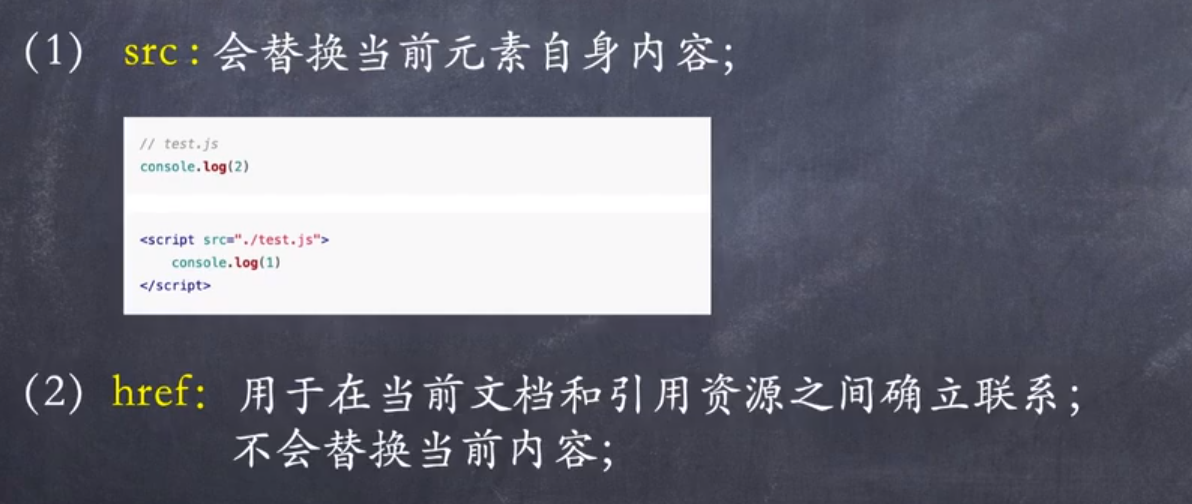 (1) src：会替换当前元素自身内容；
// test.js
console.log(2)
<script src="./test.js">
    console.log(1)
</script>
(2) href：用于在当前文档和引用资源之间确立联系；
不会替换当前内容；